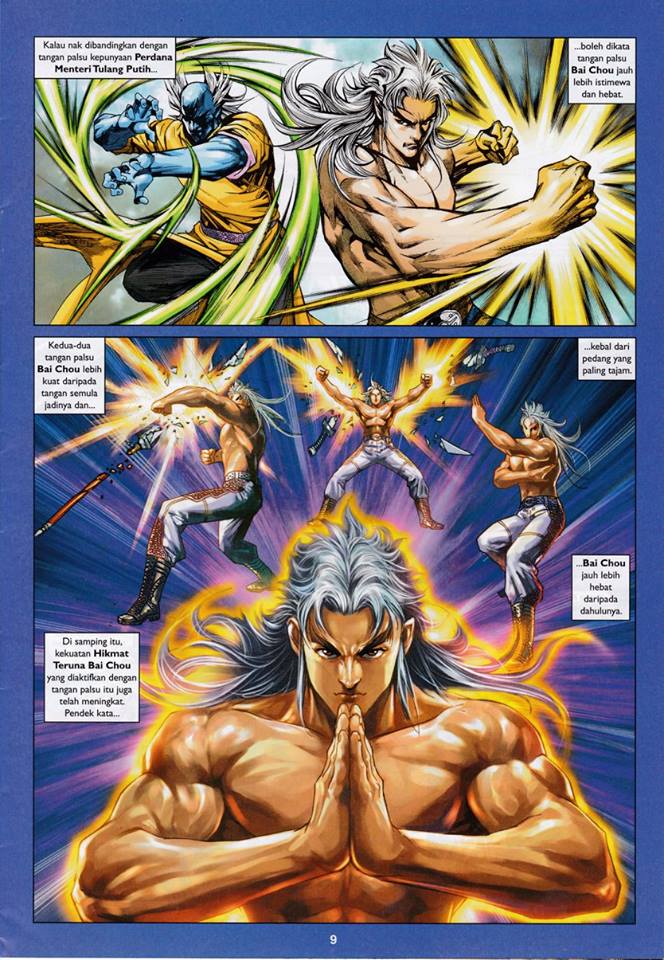 Kalau nak dibandingkan dengan
tangan palsu kepunyaan Perdana
Menteri Tulang Putih...
...boleh dikata
tangan palsu
Bai Chou jauh
lebih istimewa
dan hebat.
Kedua-dua
tangan palsu
Bai Chou lebih
kuat daripada
tangan semula
jadinya dan...
...kebal dari
pedang yang
paling tajam.
Di samping itu,
kekuatan Hikmat
Teruna Bai Chou
yang diaktifkan dengan
tangan palsu itu juga
telah meningkat.
Pendek kata...
...Bai Chou
jauh lebih
hebat
daripada
dahulunya.
9